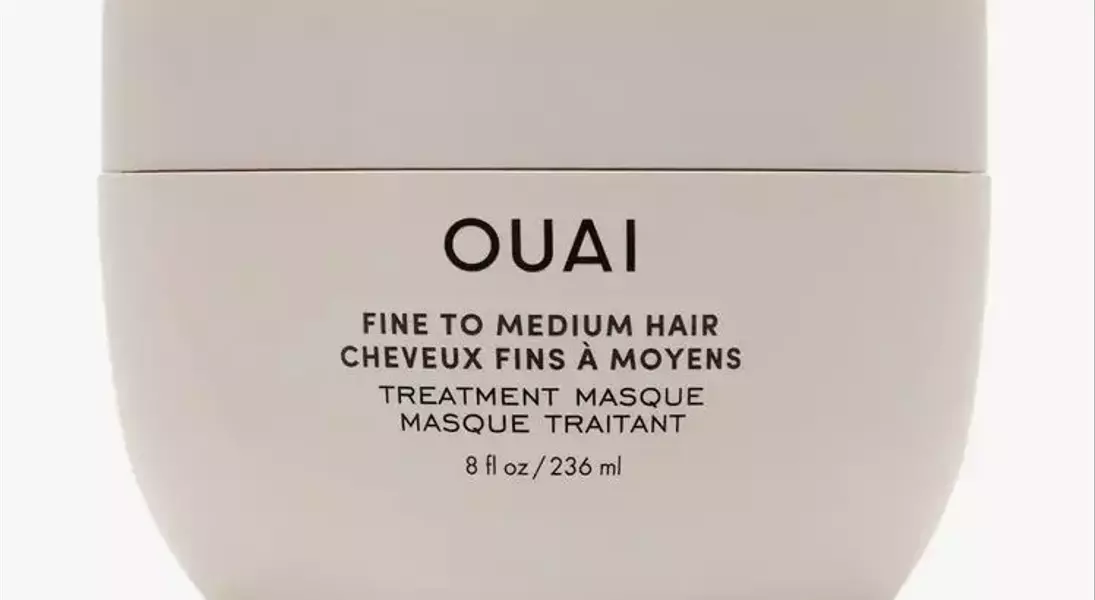 OUAI
FINE TO MEDIUM HAIR
CHEVEUX FINS À MOYENS
TREATMENT MASQUE
MASQUE TRAITANT
8 fl oz / 236 ml